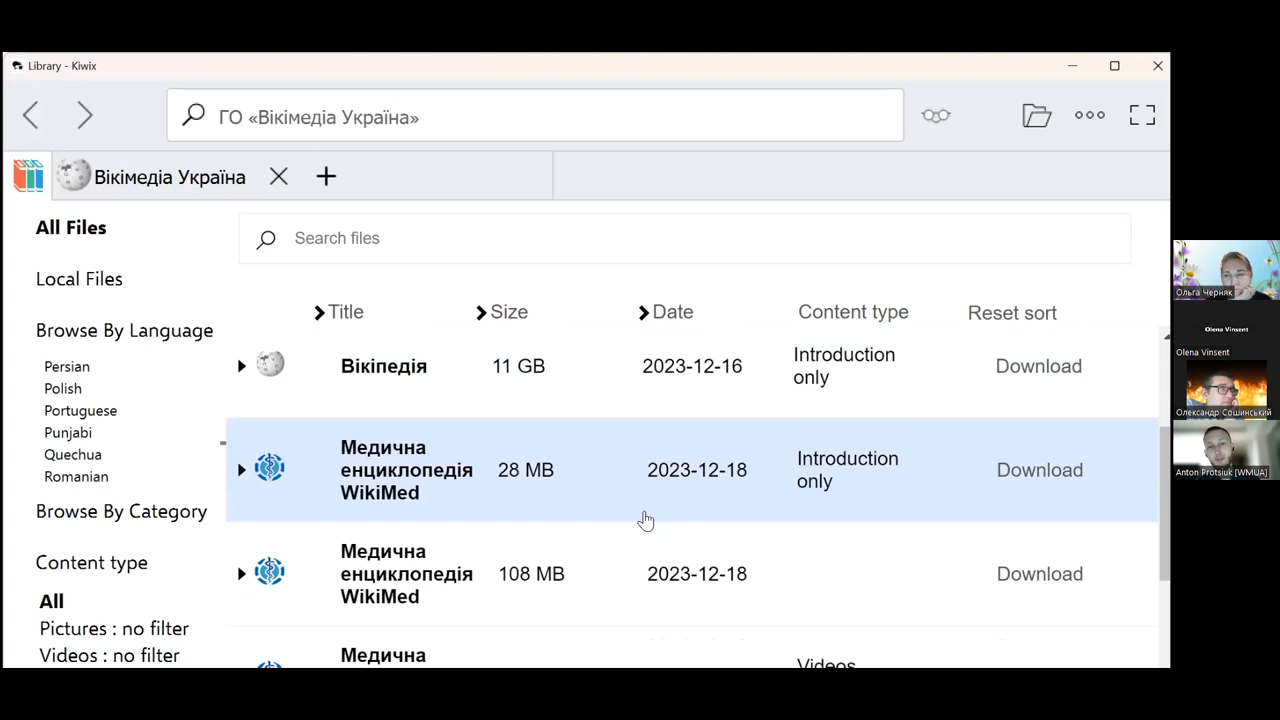 Library - Kiwix
ГО «Вікімедіа Україна»
Вікімедіа Україна
All Files
Search files
Local Files
Title
Size
Date
Content type
Reset sort
Browse By Language
Persian
Polish
Portuguese
Punjabi
Quechua
Romanian
Browse By Category
Content type
All
Pictures : no filter
Videos : no filter
Вікіпедія
11 GB
2023-12-16
Introduction
only
Download
Медична
енциклопедія
WikiMed
28 MB
2023-12-18
Introduction
only
Download
Медична
енциклопедія
WikiMed
108 MB
2023-12-18
Download
Медична
Videos
Ольга Черняк
Olena Vinsent
Olena Vinsent
Олександр Сошинський
Anton Protsiuk [WMUA]